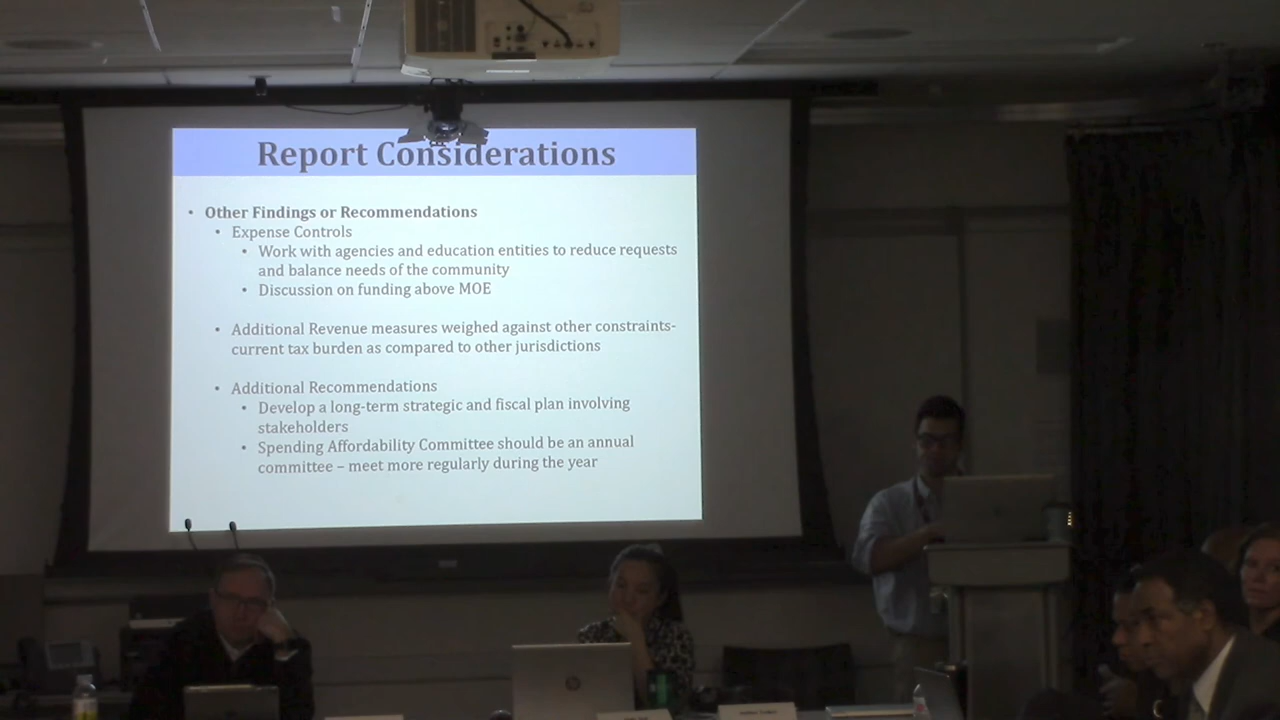 Report Considerations
• Other Findings or Recommendations
• Expense Controls
• Work with agencies and education entities to reduce requests
and balance needs of the community
• Discussion on funding above MOE
• Additional Revenue measures weighed against other constraints-
current tax burden as compared to other jurisdictions
• Additional Recommendations
• Develop a long-term strategic and fiscal plan involving
stakeholders
• Spending Affordability Committee should be an annual
committee – meet more regularly during the year
hp